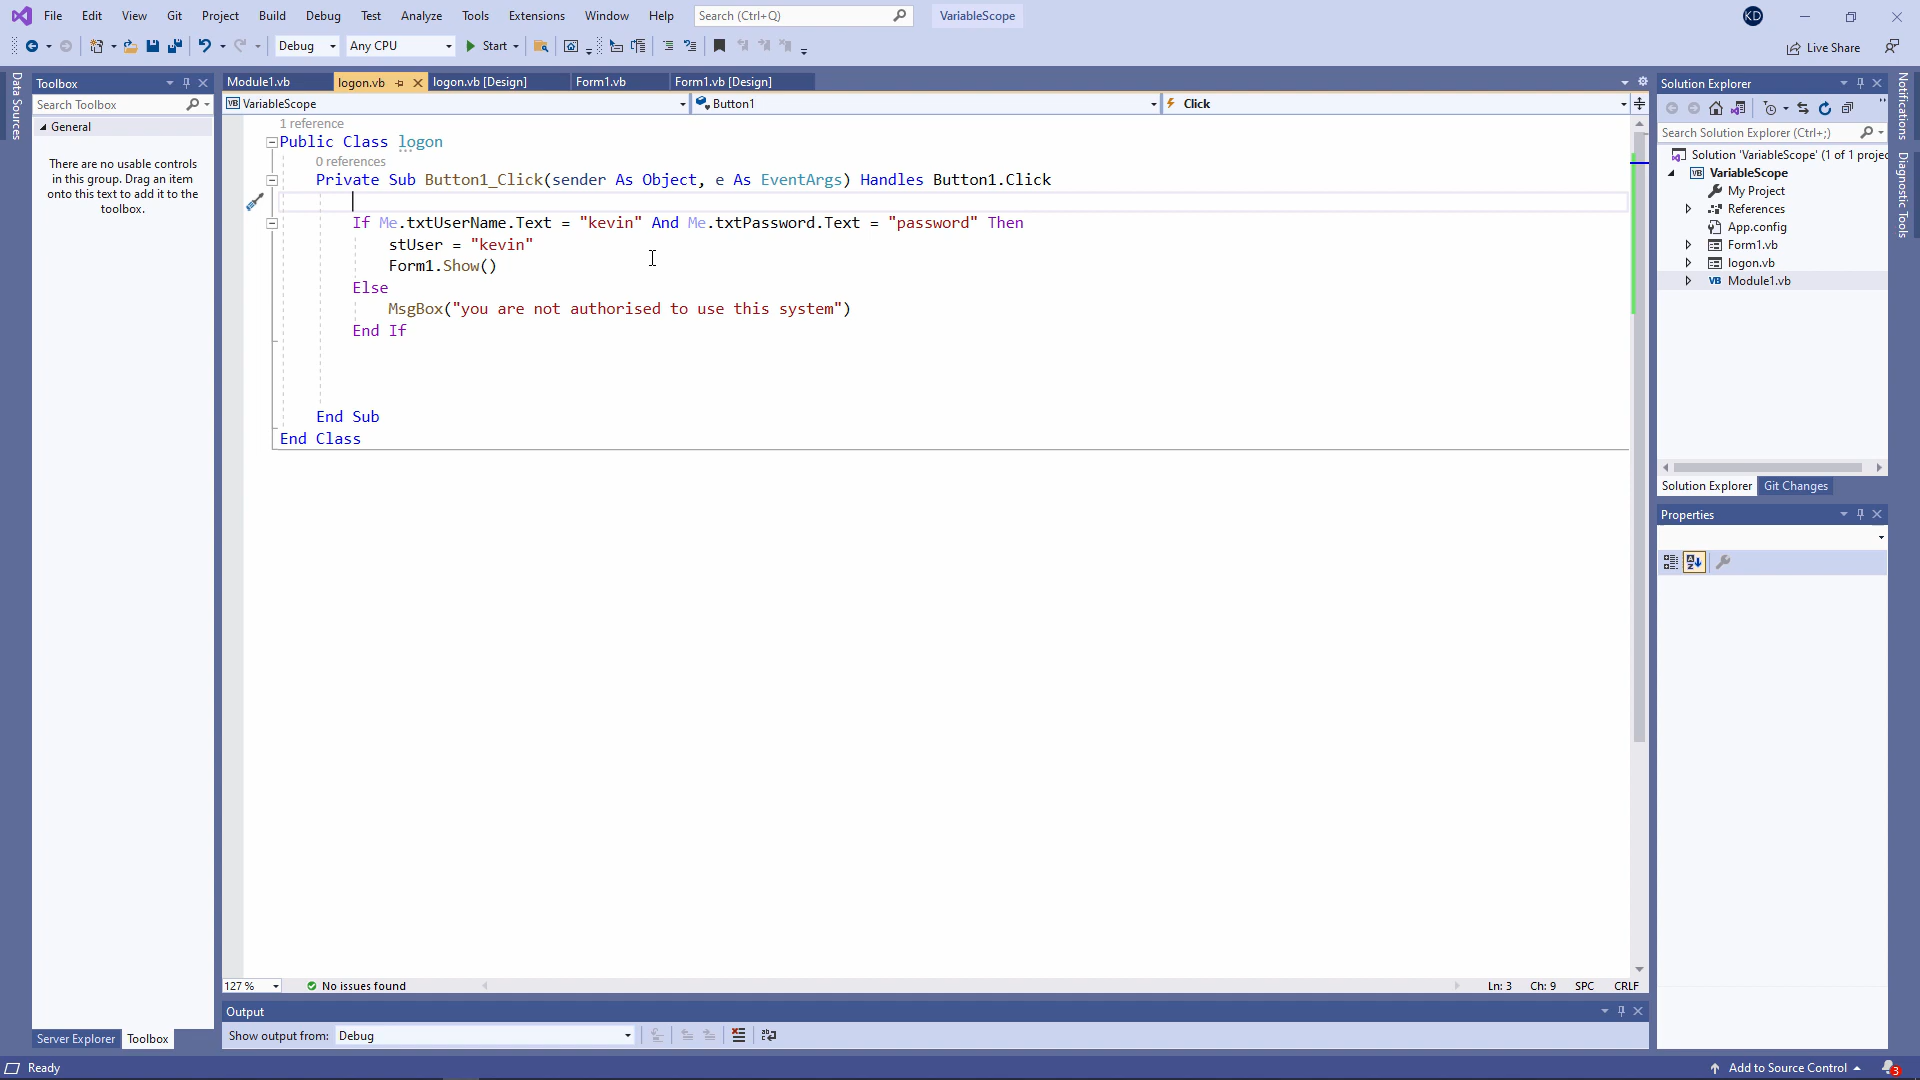 File Edit View Git Project Build Debug Test Analyze Tools Extensions Window Help Search (Ctrl+Q) VariableScope KD
Debug Any CPU Start Live Share
Data Sources
Toolbox
Search Toolbox
General
There are no usable controls
in this group. Drag an item
onto this text to add it to the
toolbox.
Server Explorer Toolbox
Module1.vb logon.vb logon.vb [Design] Form1.vb Form1.vb [Design]
VB VariableScope Button1 Click
1 reference
Public Class logon
0 references
Private Sub Button1_Click(sender As Object, e As EventArgs) Handles Button1.Click
If Me.txtUserName.Text = "kevin" And Me.txtPassword.Text = "password" Then
stUser = "kevin"
Form1.Show()
Else
MsgBox("you are not authorised to use this system")
End If
End Sub
End Class
127 % No issues found Ln: 3 Ch: 9 SPC CRLF
Output
Show output from: Debug
Solution Explorer
Search Solution Explorer (Ctrl+;)
Solution 'VariableScope' (1 of 1 projec
VB VariableScope
My Project
References
App.config
Form1.vb
logon.vb
VB Module1.vb
Solution Explorer Git Changes
Properties
Notifications
Diagnostic Tools
Ready Add to Source Control 3